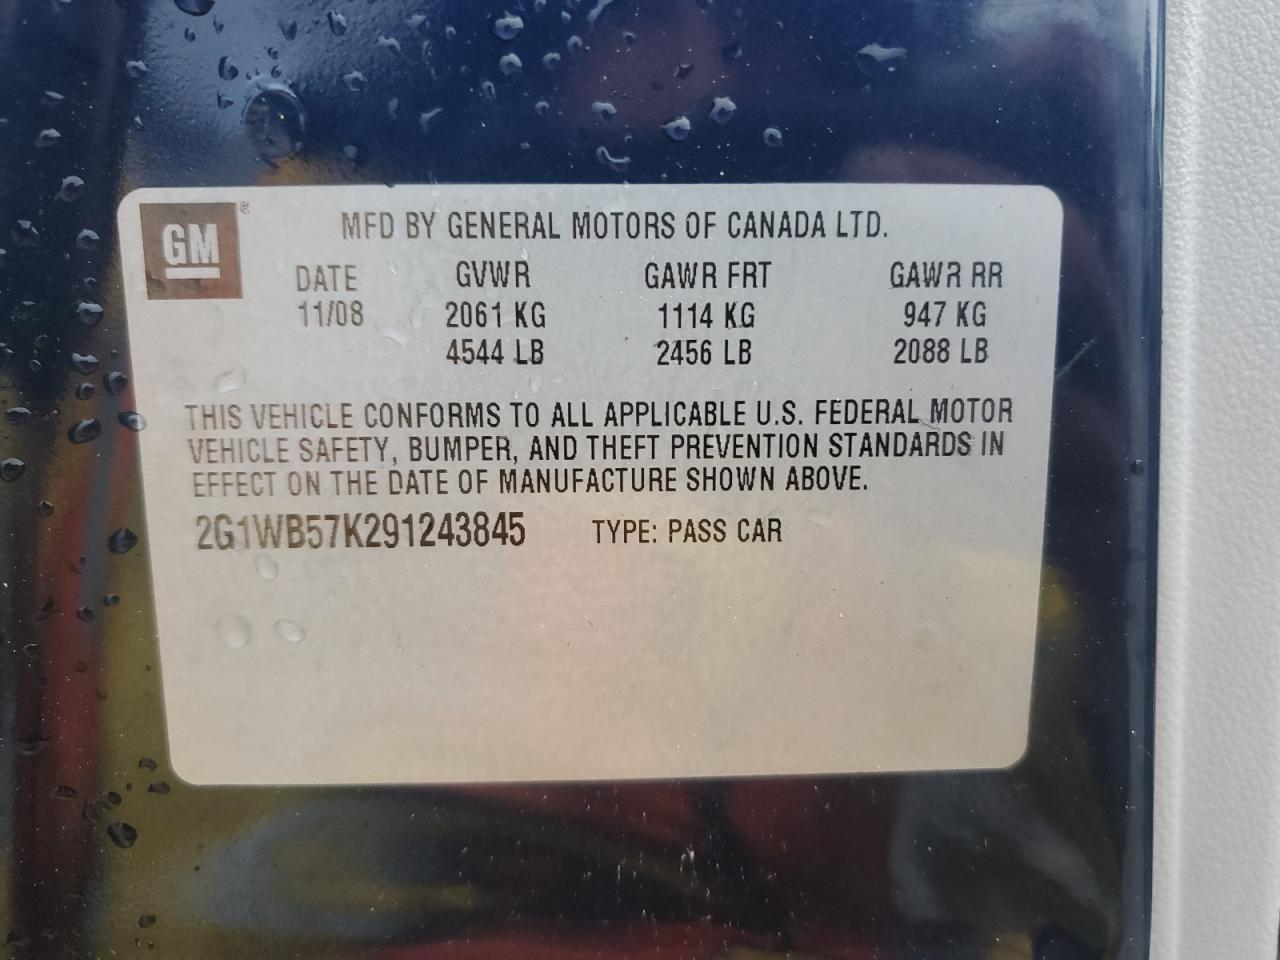 GM ®
MFD BY GENERAL MOTORS OF CANADA LTD.
DATE GVWR GAWR FRT GAWR RR
11/08 2061 KG 1114 KG 947 KG
4544 LB 2456 LB 2088 LB
THIS VEHICLE CONFORMS TO ALL APPLICABLE U.S. FEDERAL MOTOR
VEHICLE SAFETY, BUMPER, AND THEFT PREVENTION STANDARDS IN
EFFECT ON THE DATE OF MANUFACTURE SHOWN ABOVE.
2G1WB57K291243845 TYPE: PASS CAR